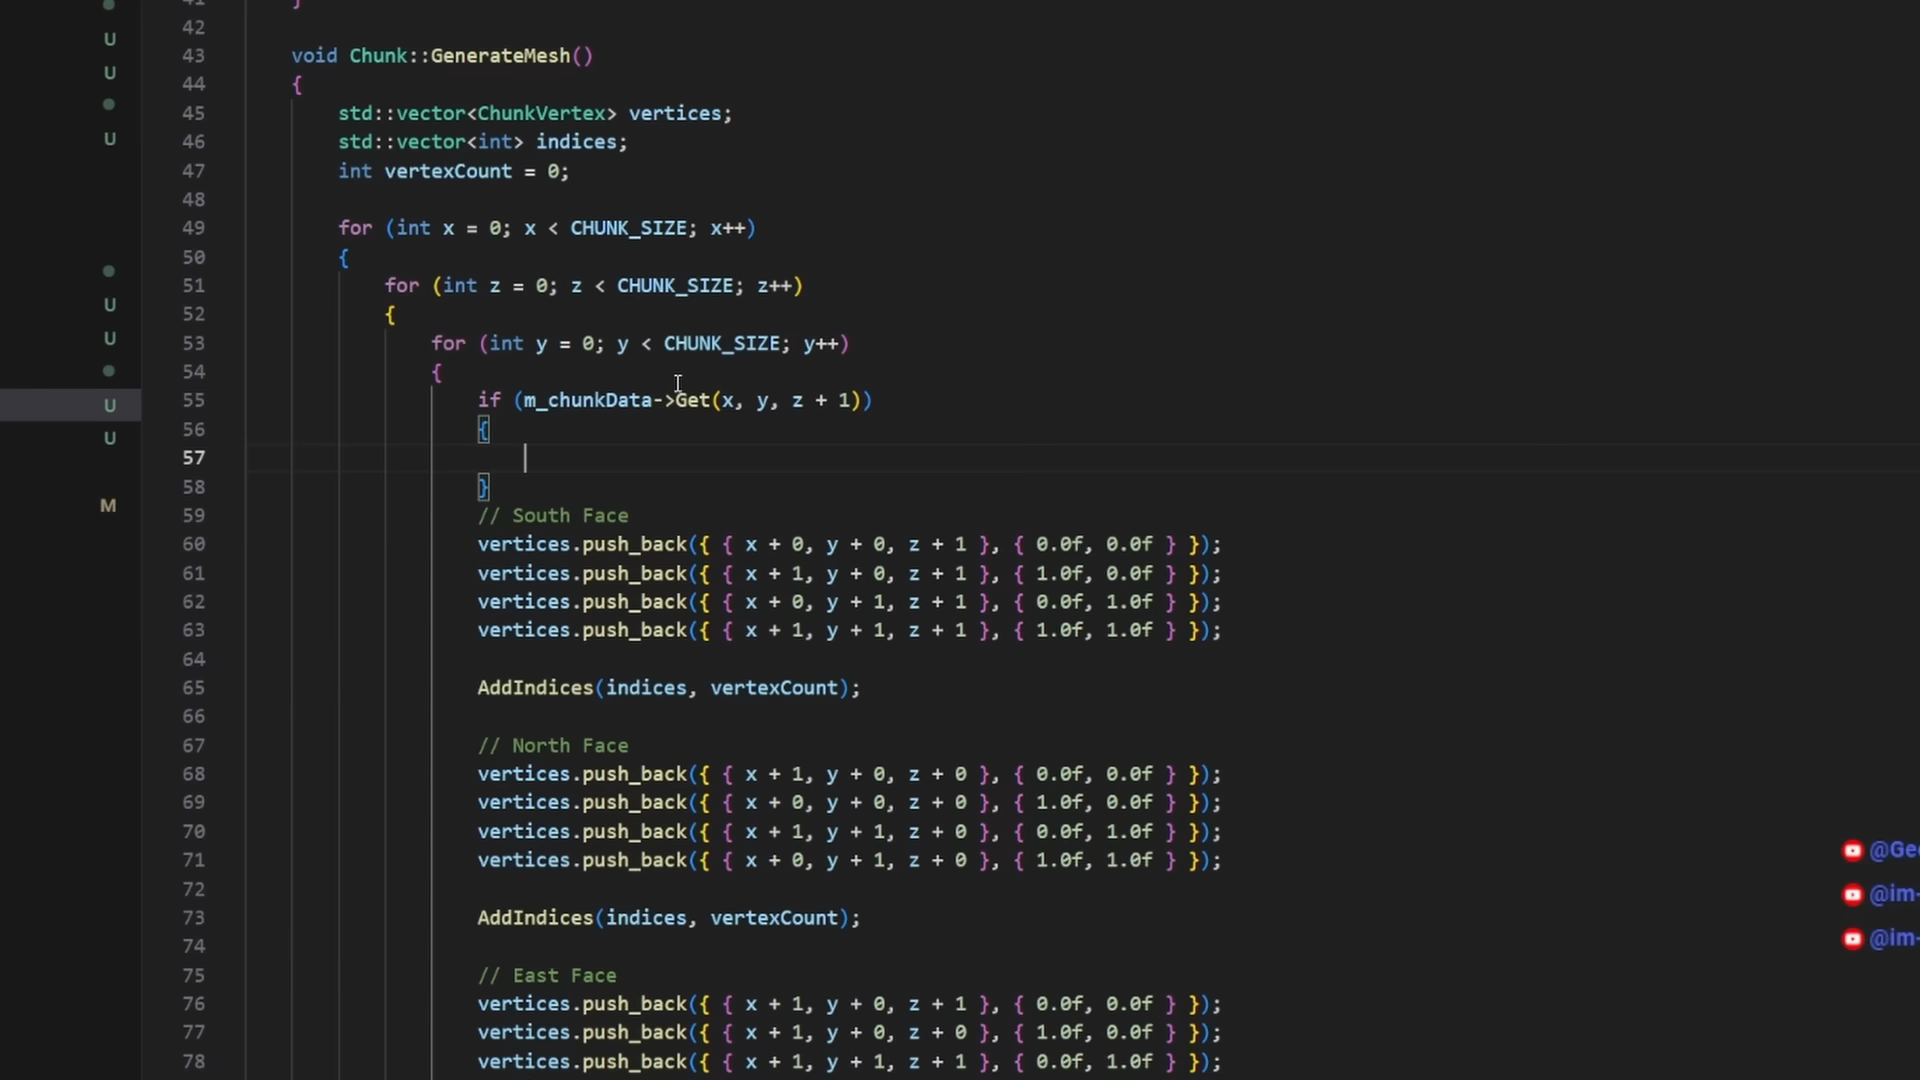 41 }
U 42
U 43 void Chunk::GenerateMesh()
44 {
45 std::vector<ChunkVertex> vertices;
U 46 std::vector<int> indices;
47 int vertexCount = 0;
48
49 for (int x = 0; x < CHUNK_SIZE; x++)
50 {
51 for (int z = 0; z < CHUNK_SIZE; z++)
U 52 {
U 53 for (int y = 0; y < CHUNK_SIZE; y++)
54 {
U 55 if (m_chunkData->Get(x, y, z + 1))
U 56 {
57
58 }
M 59 // South Face
60 vertices.push_back({ { x + 0, y + 0, z + 1 }, { 0.0f, 0.0f } });
61 vertices.push_back({ { x + 1, y + 0, z + 1 }, { 1.0f, 0.0f } });
62 vertices.push_back({ { x + 0, y + 1, z + 1 }, { 0.0f, 1.0f } });
63 vertices.push_back({ { x + 1, y + 1, z + 1 }, { 1.0f, 1.0f } });
64
65 AddIndices(indices, vertexCount);
66
67 // North Face
68 vertices.push_back({ { x + 1, y + 0, z + 0 }, { 0.0f, 0.0f } });
69 vertices.push_back({ { x + 0, y + 0, z + 0 }, { 1.0f, 0.0f } });
70 vertices.push_back({ { x + 1, y + 1, z + 0 }, { 0.0f, 1.0f } });
71 vertices.push_back({ { x + 0, y + 1, z + 0 }, { 1.0f, 1.0f } });
72
73 AddIndices(indices, vertexCount);
74
75 // East Face
76 vertices.push_back({ { x + 1, y + 0, z + 1 }, { 0.0f, 0.0f } });
77 vertices.push_back({ { x + 1, y + 0, z + 0 }, { 1.0f, 0.0f } });
78 vertices.push_back({ { x + 1, y + 1, z + 1 }, { 0.0f, 1.0f } });
@im-
@im-